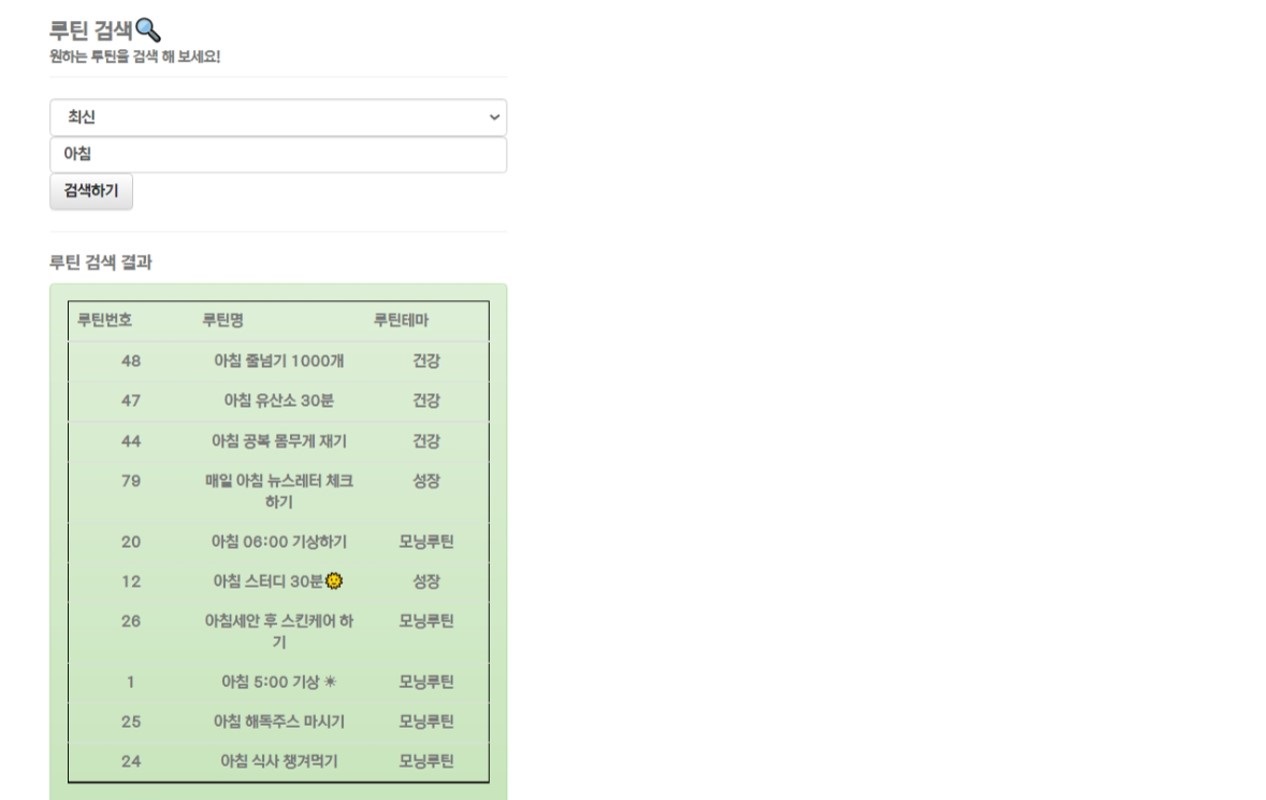 루틴 검색🔍
원하는 루틴을 검색 해 보세요!
최신
아침
검색하기
루틴 검색 결과
루틴번호 루틴명 루틴테마
48 아침 줄넘기 1000개 건강
47 아침 유산소 30분 건강
44 아침 공복 몸무게 재기 건강
79 매일 아침 뉴스레터 체크 성장
하기
20 아침 06:00 기상하기 모닝루틴
12 아침 스터디 30분🌞 성장
26 아침세안 후 스킨케어 하 모닝루틴
기
1 아침 5:00 기상 ☀ 모닝루틴
25 아침 해독주스 마시기 모닝루틴
24 아침 식사 챙겨먹기 모닝루틴